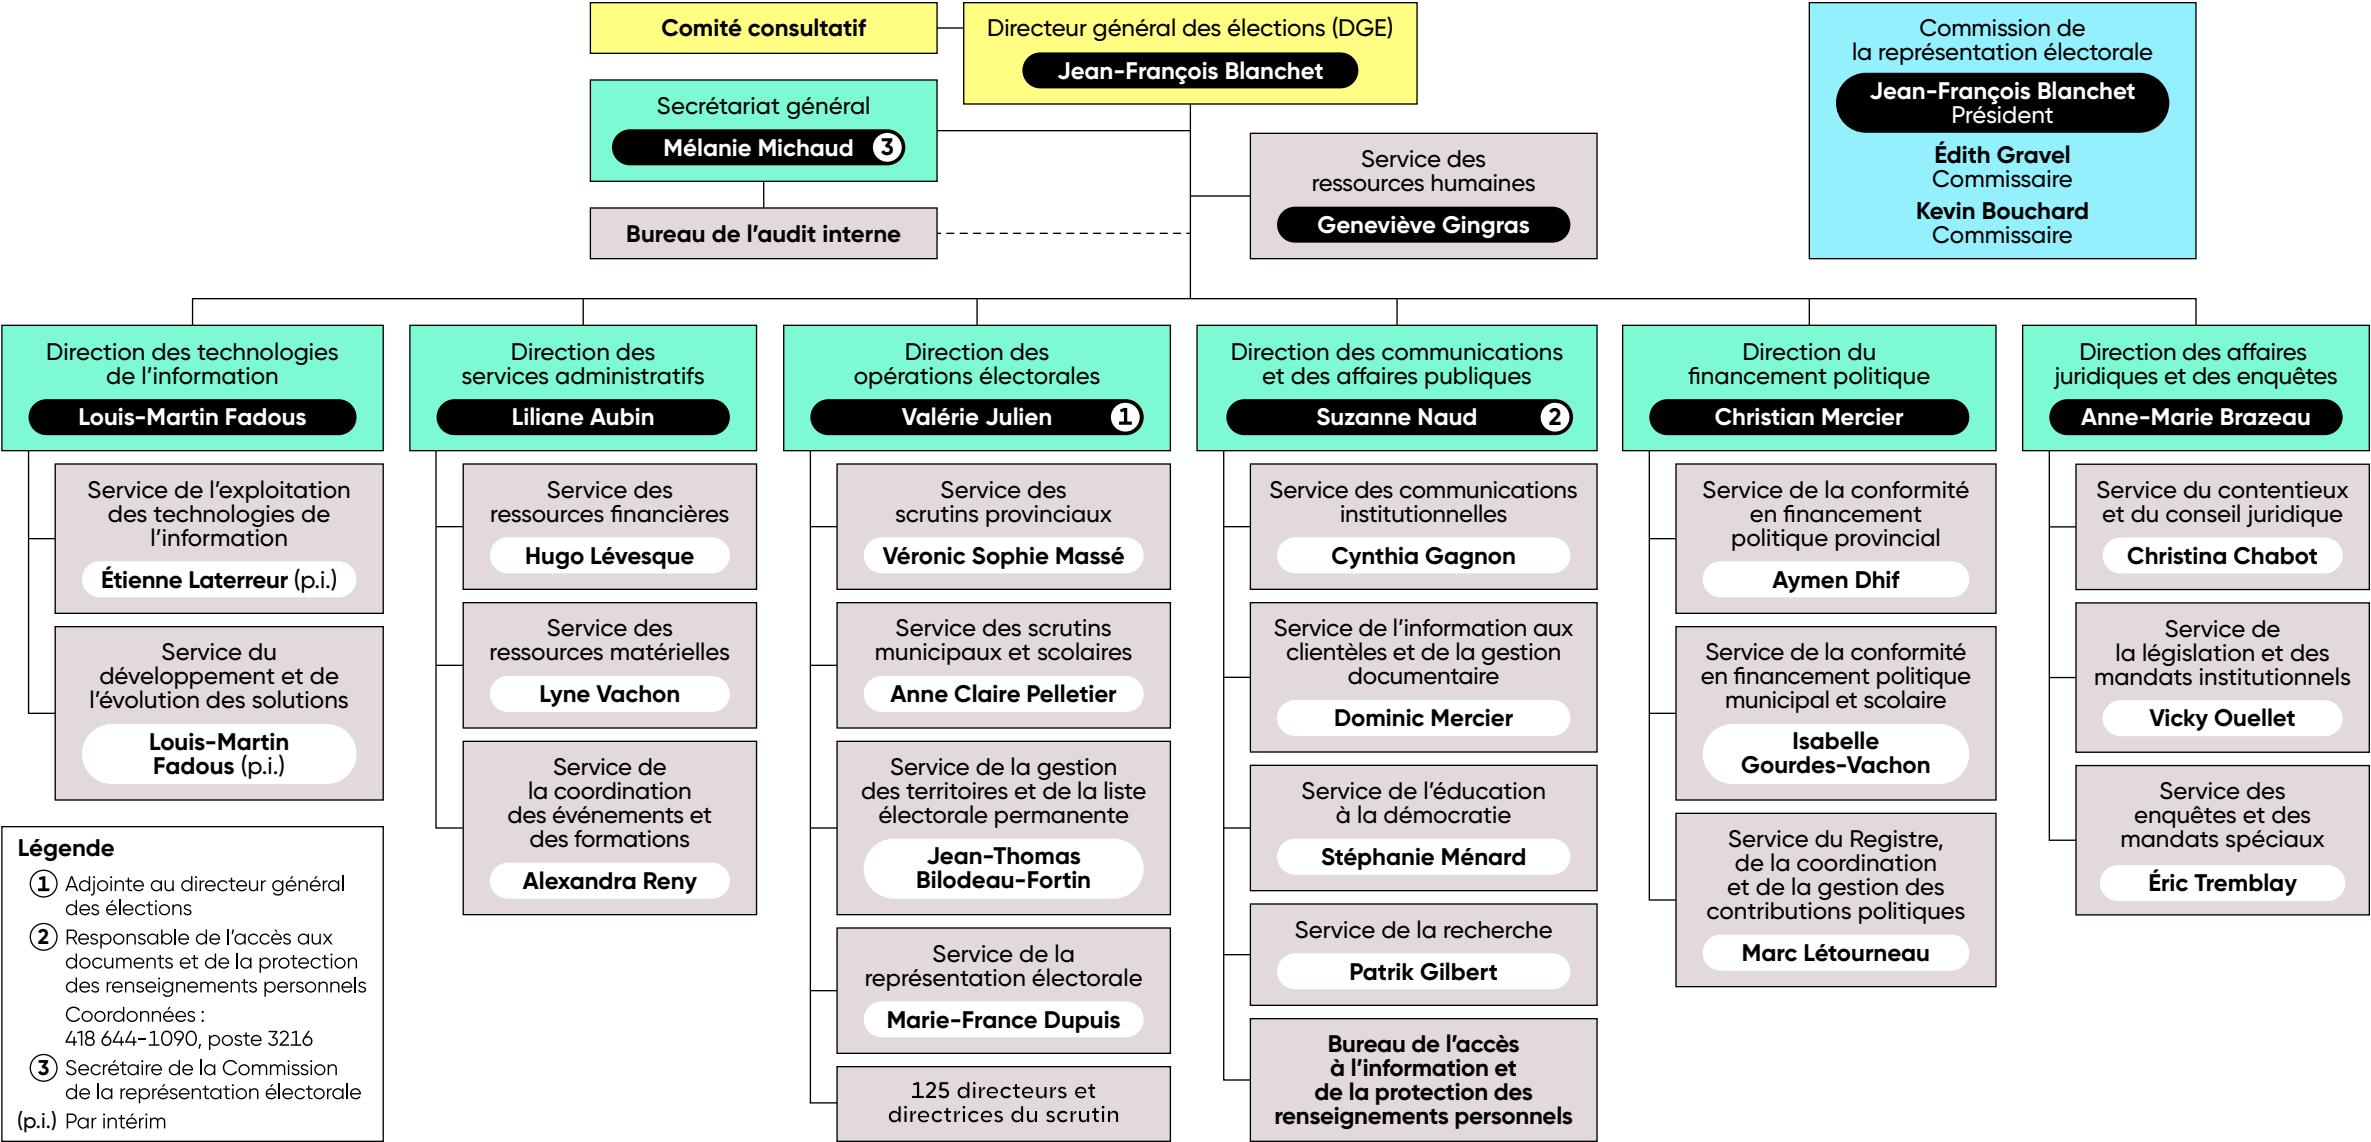 Comité consultatif
Directeur général des élections (DGE)
Jean-François Blanchet
Secrétariat général
Mélanie Michaud 3
Bureau de l'audit interne
Service des
ressources humaines
Geneviève Gingras
Commission de
la représentation électorale
Jean-François Blanchet
Président
Édith Gravel
Commissaire
Kevin Bouchard
Commissaire
Direction des technologies
de l'information
Louis-Martin Fadous
Service de l'exploitation
des technologies de
l'information
Étienne Laterreur (p.i.)
Service du
développement et de
l'évolution des solutions
Louis-Martin
Fadous (p.i.)
Direction des
services administratifs
Liliane Aubin
Service des
ressources financières
Hugo Lévesque
Service des
ressources matérielles
Lyne Vachon
Service de
la coordination
des événements et
des formations
Alexandra Reny
Direction des
opérations électorales
Valérie Julien 1
Service des
scrutins provinciaux
Véronic Sophie Massé
Service des scrutins
municipaux et scolaires
Anne Claire Pelletier
Service de la gestion
des territoires et de la liste
électorale permanente
Jean-Thomas
Bilodeau-Fortin
Service de la
représentation électorale
Marie-France Dupuis
125 directeurs et
directrices du scrutin
Direction des communications
et des affaires publiques
Suzanne Naud 2
Service des communications
institutionnelles
Cynthia Gagnon
Service de l'information aux
clientèles et de la gestion
documentaire
Dominic Mercier
Service de l'éducation
à la démocratie
Stéphanie Ménard
Service de la recherche
Patrik Gilbert
Bureau de l'accès
à l'information et
de la protection des
renseignements personnels
Direction du
financement politique
Christian Mercier
Service de la conformité
en financement
politique provincial
Aymen Dhif
Service de la conformité
en financement politique
municipal et scolaire
Isabelle
Gourdes-Vachon
Service du Registre,
de la coordination
et de la gestion des
contributions politiques
Marc Létourneau
Direction des affaires
juridiques et des enquêtes
Anne-Marie Brazeau
Service du contentieux
et du conseil juridique
Christina Chabot
Service de
la législation et des
mandats institutionnels
Vicky Ouellet
Service des
enquêtes et des
mandats spéciaux
Éric Tremblay
Légende
1 Adjointe au directeur général
des élections
2 Responsable de l'accès aux
documents et de la protection
des renseignements personnels
Coordonnées :
418 644-1090, poste 3216
3 Secrétaire de la Commission
de la représentation électorale
(p.i.) Par intérim